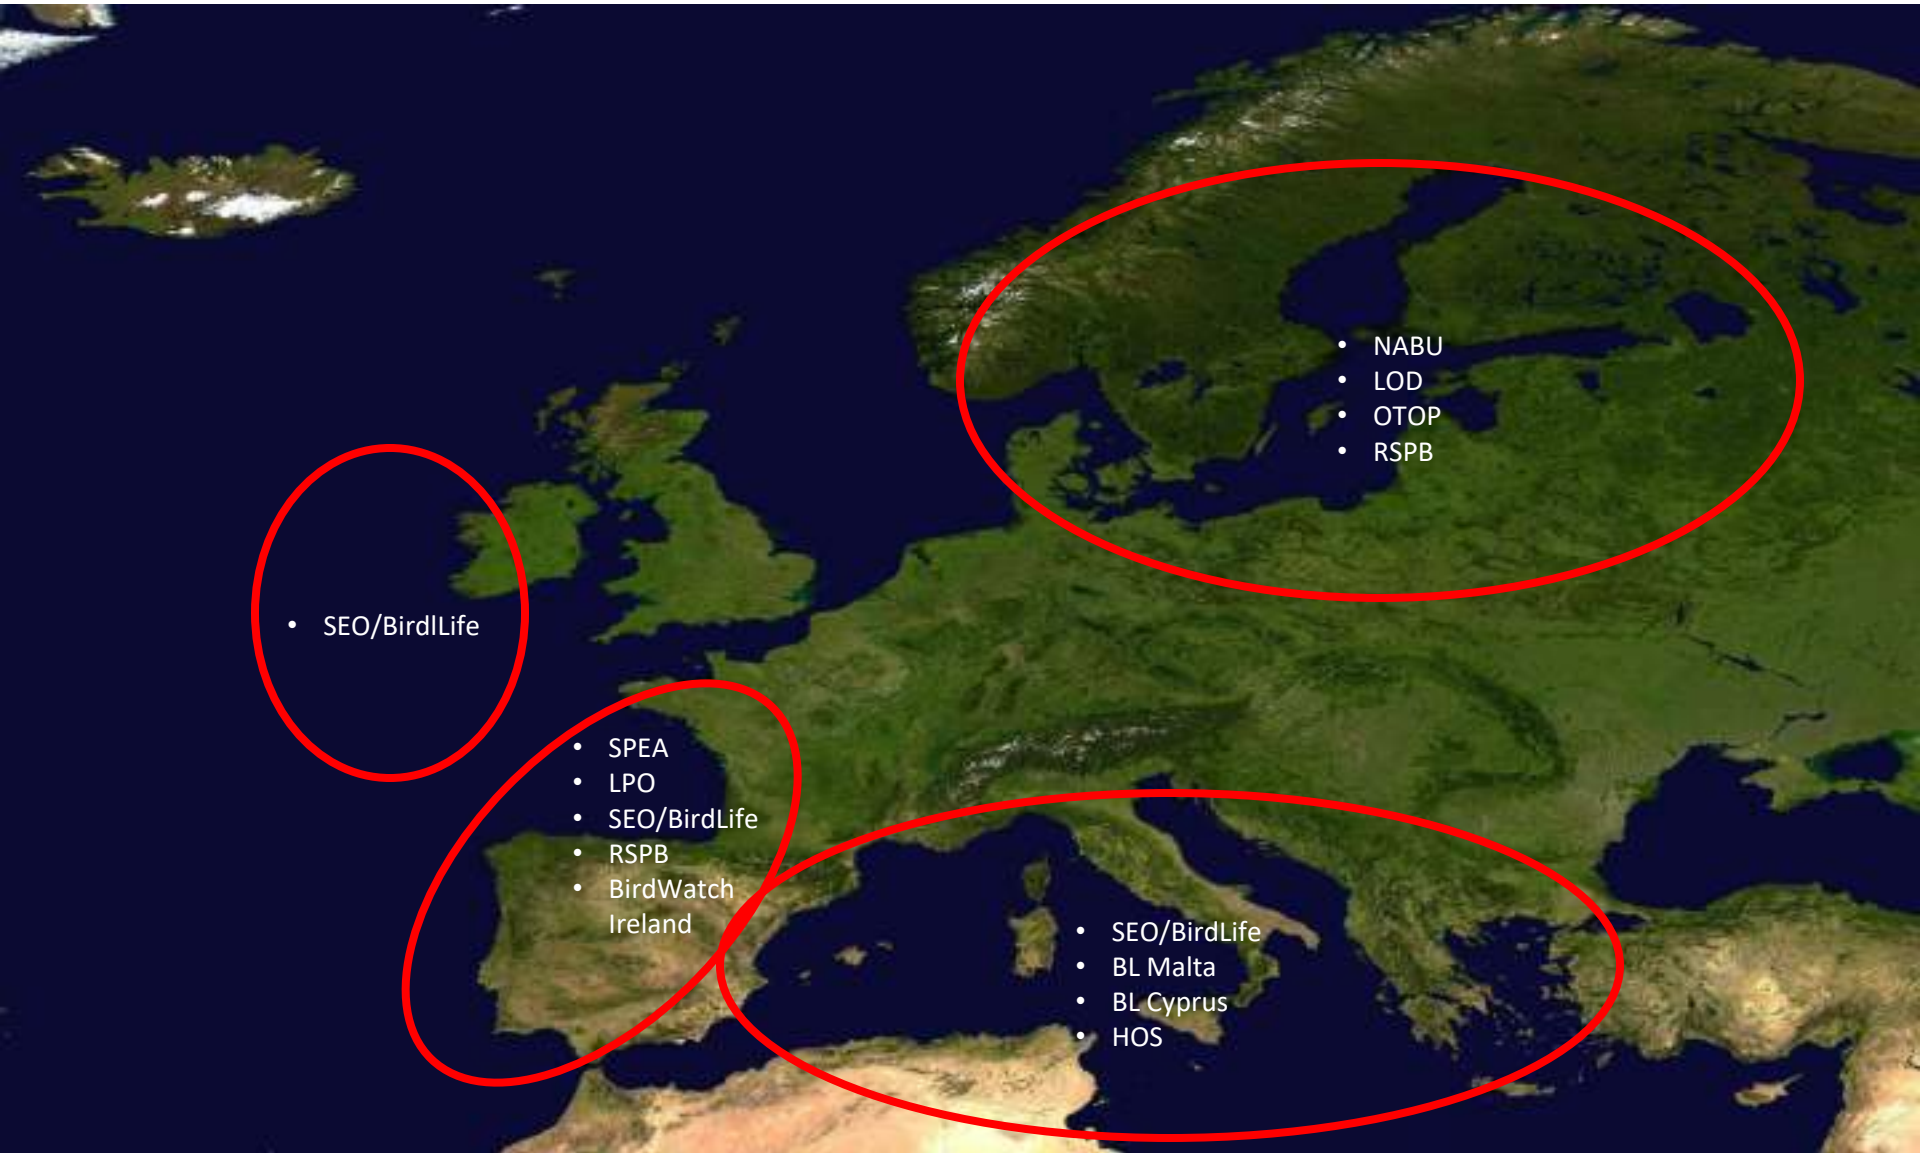 • NABU
• LOD
• OTOP
• RSPB
• SEO/BirdlLife
• SPEA
• LPO
• SEO/BirdLife
• RSPB
• BirdWatch
Ireland
• SEO/BirdLife
• BL Malta
• BL Cyprus
• HOS